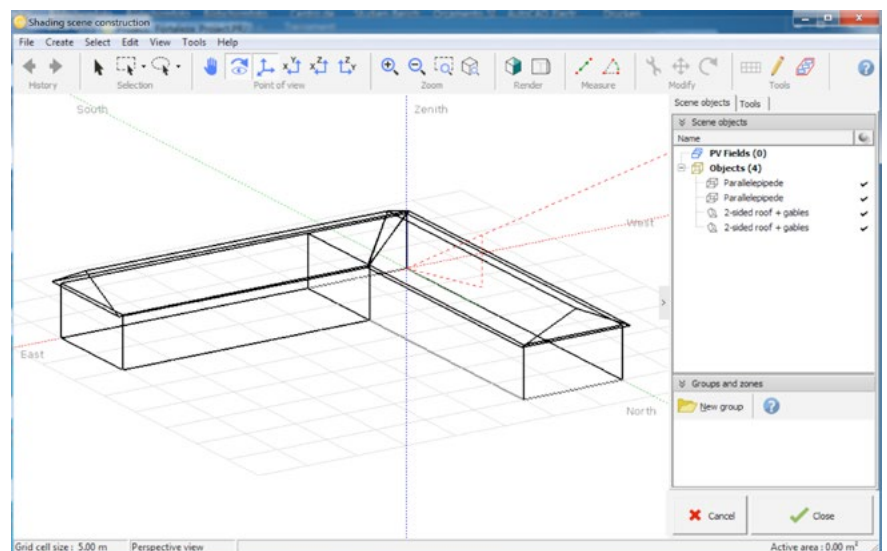 Shading scene construction
File Create Select Edit View Tools Help
History Selection Point of view Zoom Render Measure Modify Tools
Scene objects Tools
Scene objects
Name
PV Fields (0)
Objects (4)
Parallelepipede
Parallelepipede
2-sided roof + gables
2-sided roof + gables
South
Zenith
West
East
North
Groups and zones
New group
Cancel Close
Grid cell size : 5.00 m Perspective view Active area : 0.00 m²